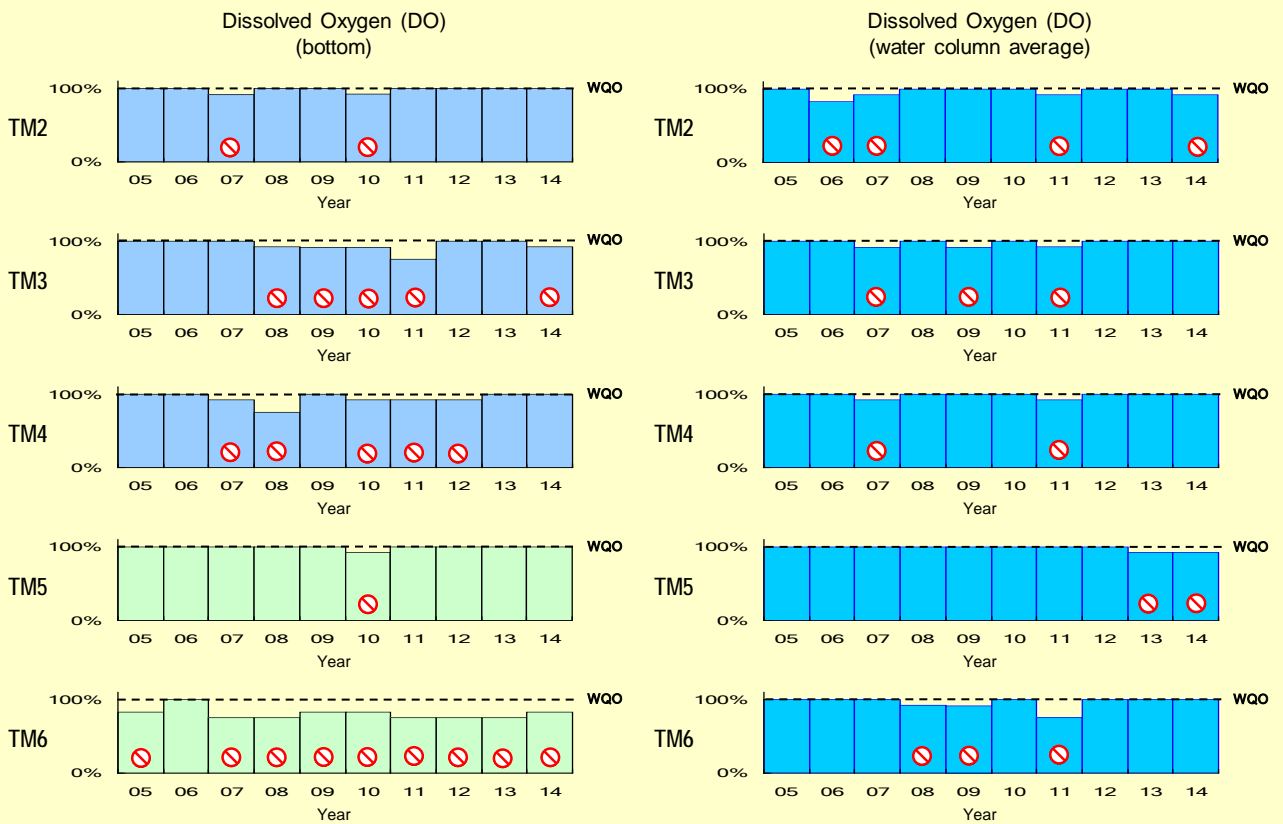 Dissolved Oxygen (DO)
(bottom)
100%
WQO
TM2
0%
05 06 07 08 09 10 11 12 13 14
Year
100%
WQO
TM3
0%
05 06 07 08 09 10 11 12 13 14
Year
100%
WQO
TM4
0%
05 06 07 08 09 10 11 12 13 14
Year
100%
WQO
TM5
0%
05 06 07 08 09 10 11 12 13 14
Year
100%
WQO
TM6
0%
05 06 07 08 09 10 11 12 13 14
Year
Dissolved Oxygen (DO)
(water column average)
100%
WQO
TM2
0%
05 06 07 08 09 10 11 12 13 14
Year
100%
WQO
TM3
0%
05 06 07 08 09 10 11 12 13 14
Year
100%
WQO
TM4
0%
05 06 07 08 09 10 11 12 13 14
Year
100%
WQO
TM5
0%
05 06 07 08 09 10 11 12 13 14
Year
100%
WQO
TM6
0%
05 06 07 08 09 10 11 12 13 14
Year